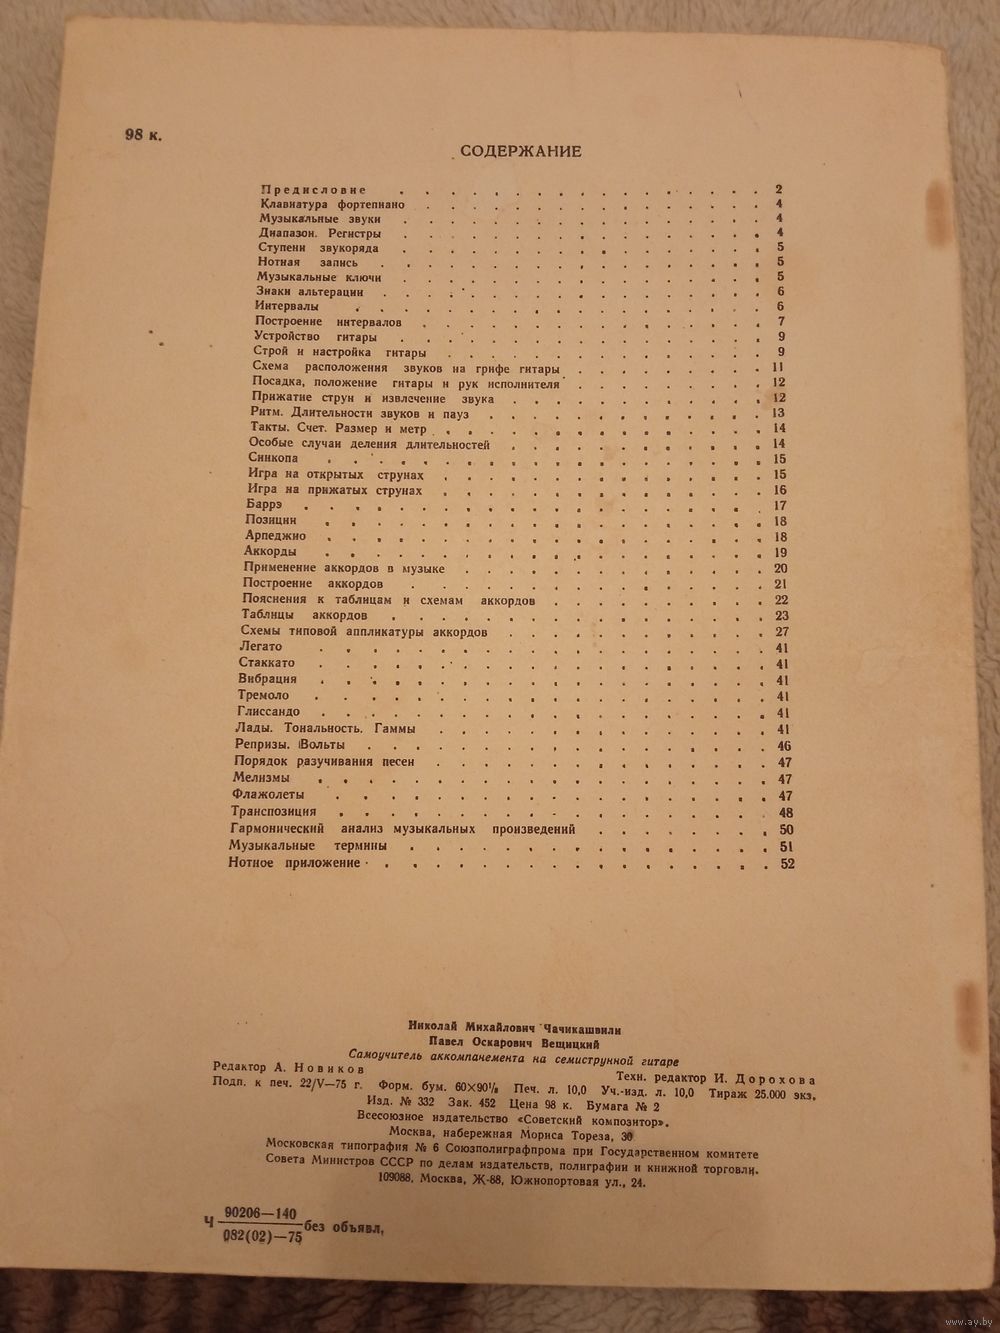 98 к.
СОДЕРЖАНИЕ
Предисловие . . . . . . . . . . . . . . 2
Клавиатура фортепиано . . . . . . . . . . . . . 4
Музыкальные звуки . . . . . . . . . . . . . . 4
Диапазон. Регистры . . . . . . . . . . . . . . 4
Ступени звукоряда . . . . . . . . . . . . . . 5
Нотная запись . . . . . . . . . . . . . . . 5
Музыкальные ключи . . . . . . . . . . . . . . 5
Знаки альтерации . . . . . . . . . . . . . . . 6
Интервалы . . . . . . . . . . . . . . . . 6
Построение интервалов . . . . . . . . . . . . . 7
Устройство гитары . . . . . . . . . . . . . . 9
Строй и настройка гитары . . . . . . . . . . . . 9
Схема расположения звуков на грифе гитары . . . . . . . . 11
Посадка, положение гитары и рук исполнителя . . . . . . . . 12
Прижатие струн и извлечение звука . . . . . . . . . . 12
Ритм. Длительности звуков и пауз . . . . . . . . . . . 13
Такты. Счет. Размер и метр . . . . . . . . . . . . . 14
Особые случаи деления длительностей . . . . . . . . . . 14
Синкопа . . . . . . . . . . . . . . . . . 15
Игра на открытых струнах . . . . . . . . . . . . . 15
Игра на прижатых струнах . . . . . . . . . . . . . 16
Баррэ . . . . . . . . . . . . . . . . . . 17
Позиции . . . . . . . . . . . . . . . . . 18
Арпеджио . . . . . . . . . . . . . . . . . 18
Аккорды . . . . . . . . . . . . . . . . . 19
Применение аккордов в музыке . . . . . . . . . . . . 20
Построение аккордов . . . . . . . . . . . . . . 21
Пояснения к таблицам и схемам аккордов . . . . . . . . . 22
Таблицы аккордов . . . . . . . . . . . . . . . 23
Схемы типовой аппликатуры аккордов . . . . . . . . . . 27
Легато . . . . . . . . . . . . . . . . . . 41
Стаккато . . . . . . . . . . . . . . . . . 41
Вибрация . . . . . . . . . . . . . . . . . 41
Тремоло . . . . . . . . . . . . . . . . . . 41
Глиссандо . . . . . . . . . . . . . . . . . 41
Лады. Тональность. Гаммы . . . . . . . . . . . . . 41
Репризы. Вольты . . . . . . . . . . . . . . . 46
Порядок разучивания песен . . . . . . . . . . . . . 47
Мелизмы . . . . . . . . . . . . . . . . . . 47
Флажолеты . . . . . . . . . . . . . . . . . 47
Транспозиция . . . . . . . . . . . . . . . . 48
Гармонический анализ музыкальных произведений . . . . . . . 50
Музыкальные термины . . . . . . . . . . . . . . 51
Нотное приложение . . . . . . . . . . . . . . . 52
Николай Михайлович Чачикашвили
Павел Оскарович Вещицкий
Самоучитель аккомпанемента на семиструнной гитаре
Редактор А. Новиков Техн. редактор И. Дорохова
Подп. к печ. 22/V—75 г. Форм. бум. 60×90⅛ Печ. л. 10,0 Уч.-изд. л. 10,0 Тираж 25.000 экз.
Изд. № 332 Зак. 452 Цена 98 к. Бумага № 2
Всесоюзное издательство «Советский композитор».
Москва, набережная Мориса Тореза, 30
Московская типография № 6 Союзполиграфпрома при Государственном комитете
Совета Министров СССР по делам издательств, полиграфии и книжной торговли.
109088, Москва, Ж-88, Южнопортовая ул., 24.
Ч 90206—140
082(02)—75 без объявл.
www.ay.by